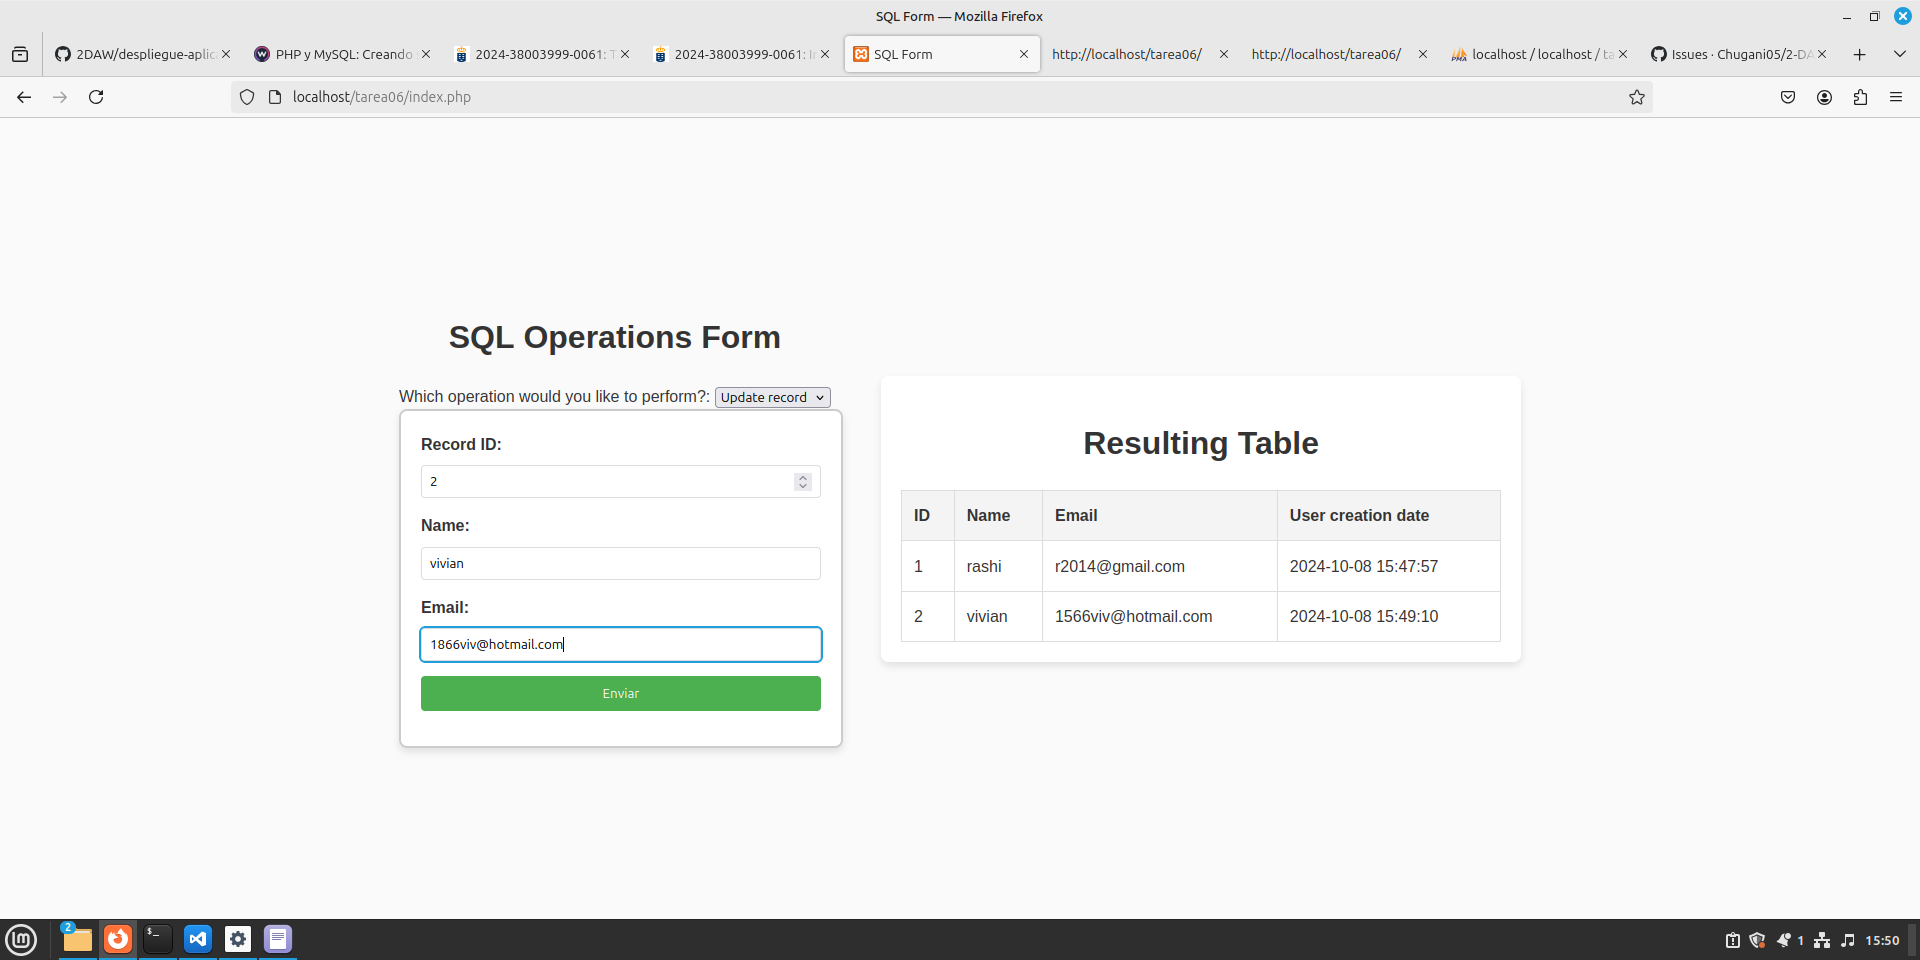 SQL Form — Mozilla Firefox
2DAW/despliegue-aplic
PHP y MySQL: Creando
2024-38003999-0061: T
2024-38003999-0061: I
SQL Form
http://localhost/tarea06/
http://localhost/tarea06/
PMA
localhost / localhost / ta
Issues · Chugani05/2-DA
localhost/tarea06/index.php
SQL Operations Form
Which operation would you like to perform?: Update record
Record ID:
2
Name:
vivian
Email:
1866viv@hotmail.com
Enviar
Resulting Table
ID Name Email User creation date
1 rashi r2014@gmail.com 2024-10-08 15:47:57
2 vivian 1566viv@hotmail.com 2024-10-08 15:49:10
2
$_
1
15:50